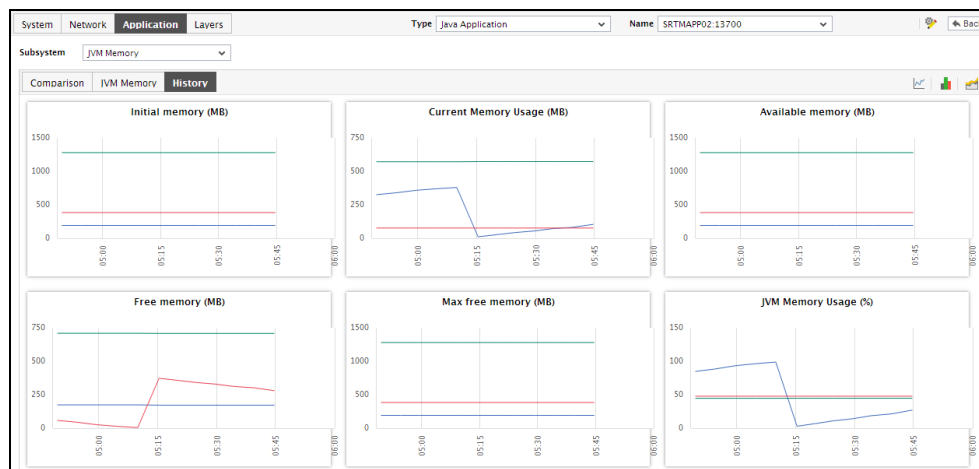 System Network Application Layers Type Java Application Name SRTMAPP02:13700 Back
Subsystem JVM Memory
Comparison JVM Memory History
Initial memory (MB)
1500
1000
500
0
05:00 05:15 05:30 05:45 06:00
Current Memory Usage (MB)
750
500
250
0
05:00 05:15 05:30 05:45 06:00
Available memory (MB)
1500
1000
500
0
05:00 05:15 05:30 05:45 06:00
Free memory (MB)
750
500
250
0
05:00 05:15 05:30 05:45 06:00
Max free memory (MB)
1500
1000
500
0
05:00 05:15 05:30 05:45 06:00
JVM Memory Usage (%)
150
100
50
0
05:00 05:15 05:30 05:45 06:00